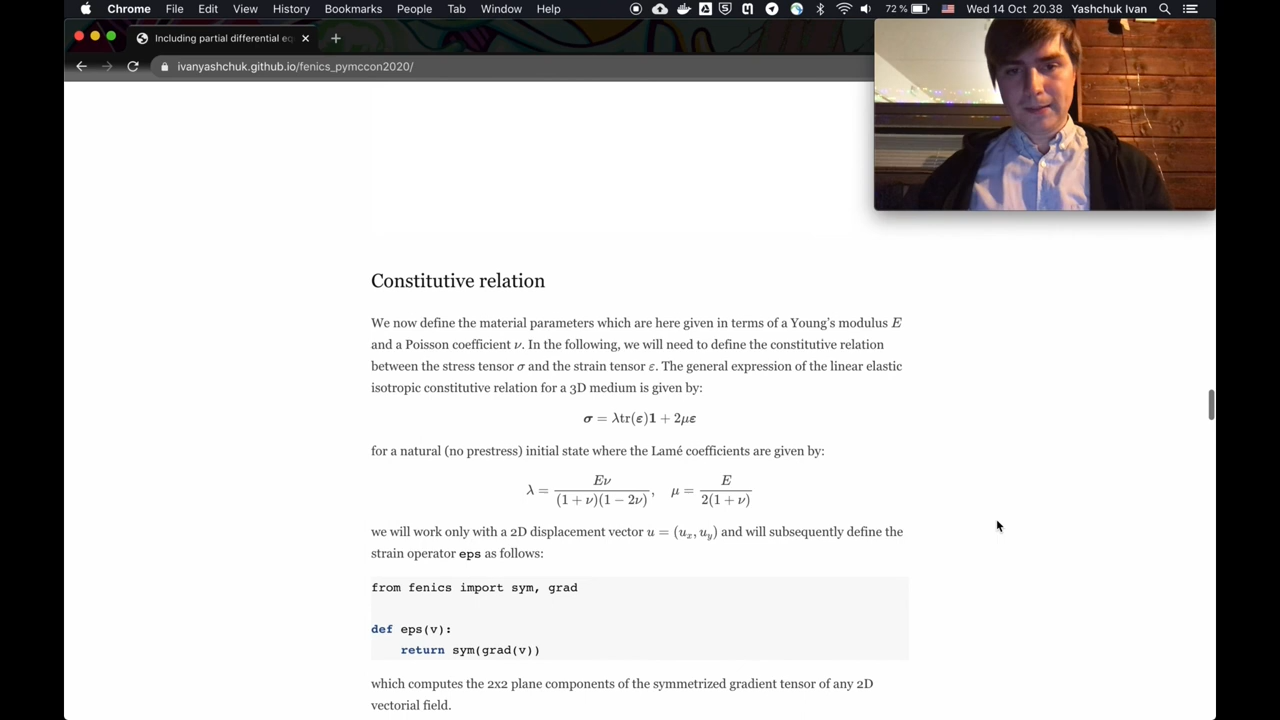 Chrome File Edit View History Bookmarks People Tab Window Help 72 % Wed 14 Oct 20.38 Yashchuk Ivan
Including partial differential eq
ivanyashchuk.github.io/fenics_pymccon2020/
Constitutive relation
We now define the material parameters which are here given in terms of a Young's modulus E
and a Poisson coefficient ν. In the following, we will need to define the constitutive relation
between the stress tensor σ and the strain tensor ε. The general expression of the linear elastic
isotropic constitutive relation for a 3D medium is given by:
σ = λtr(ε)1 + 2με
for a natural (no prestress) initial state where the Lamé coefficients are given by:
λ = Eν / (1 + ν)(1 − 2ν), μ = E / 2(1 + ν)
we will work only with a 2D displacement vector u = (uₓ, u_y) and will subsequently define the
strain operator eps as follows:
from fenics import sym, grad
def eps(v):
return sym(grad(v))
which computes the 2x2 plane components of the symmetrized gradient tensor of any 2D
vectorial field.